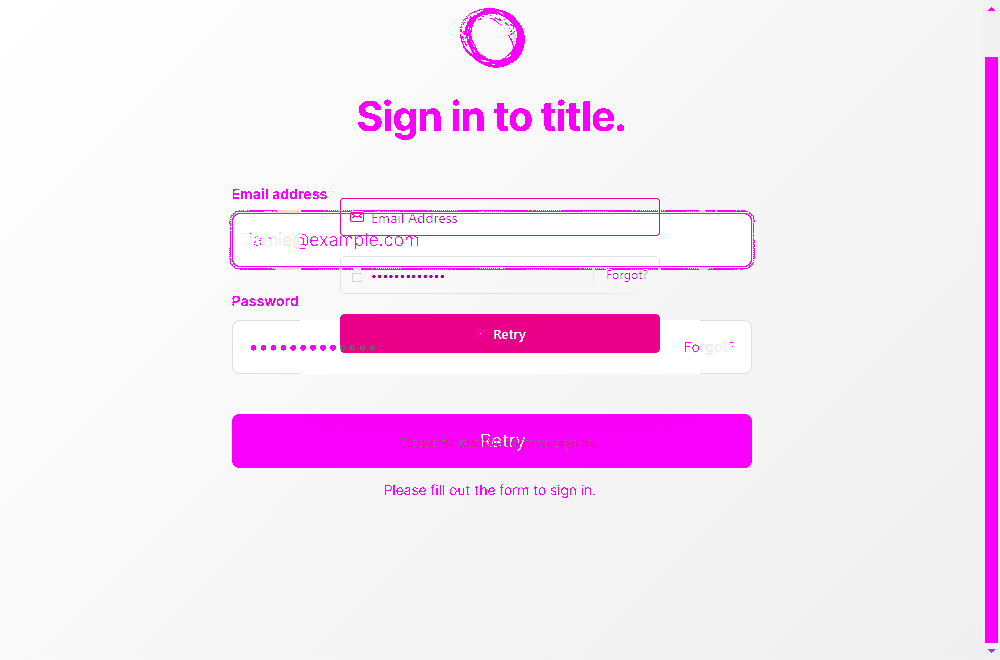 Sign in to title.
Email address
Email Address
jamie@example.com
Forgot?
Password
Retry
Forgot?
Retry
Please fill out the form to sign in.